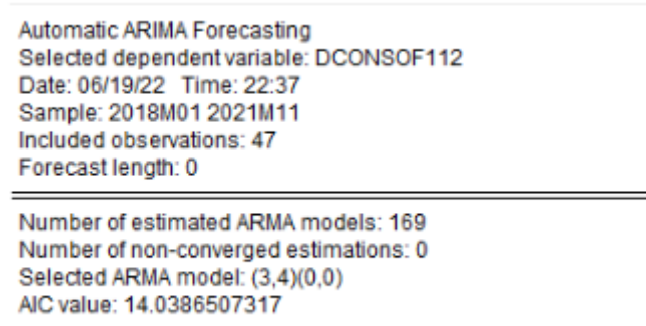 Automatic ARIMA Forecasting
Selected dependent variable: DCONSOF112
Date: 06/19/22 Time: 22:37
Sample: 2018M01 2021M11
Included observations: 47
Forecast length: 0
Number of estimated ARMA models: 169
Number of non-converged estimations: 0
Selected ARMA model: (3,4)(0,0)
AIC value: 14.0386507317